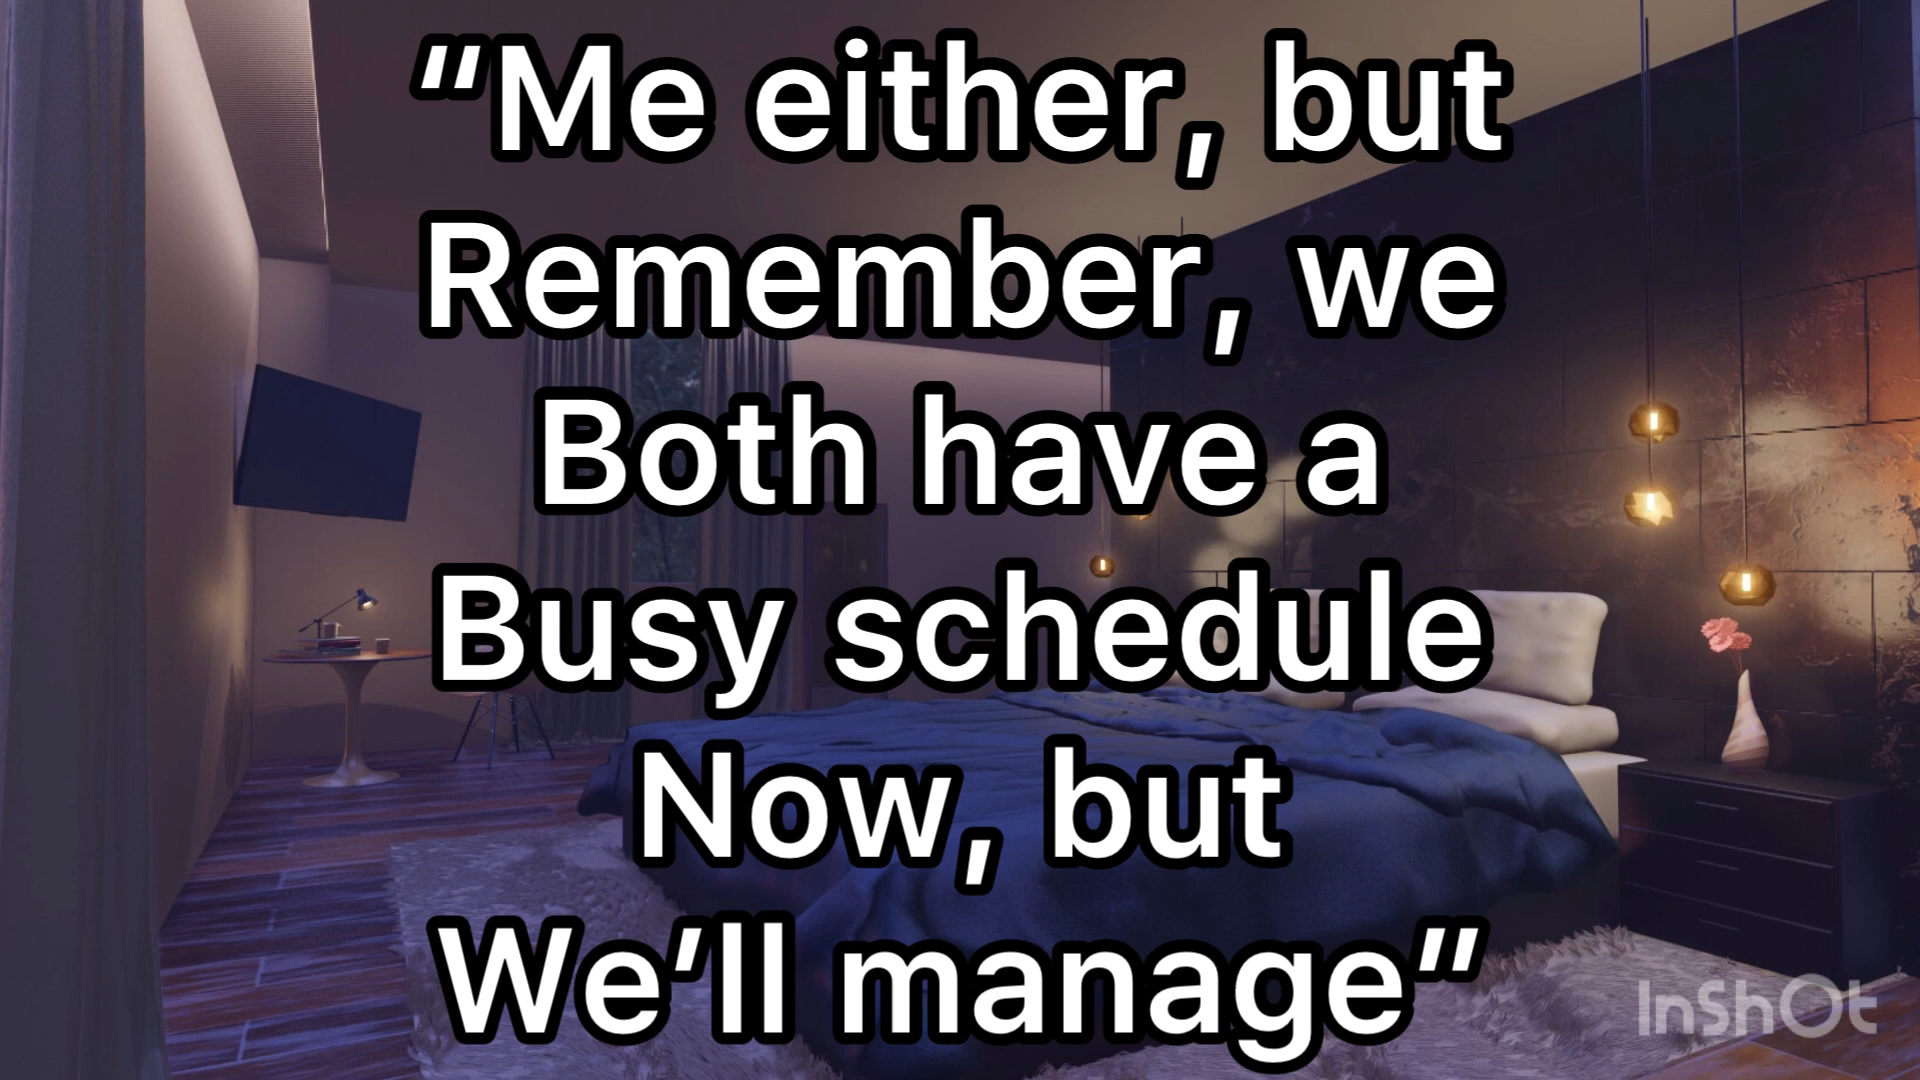 “Me either, but
Remember, we
Both have a
Busy schedule
Now, but
We’ll manage”
InShOt